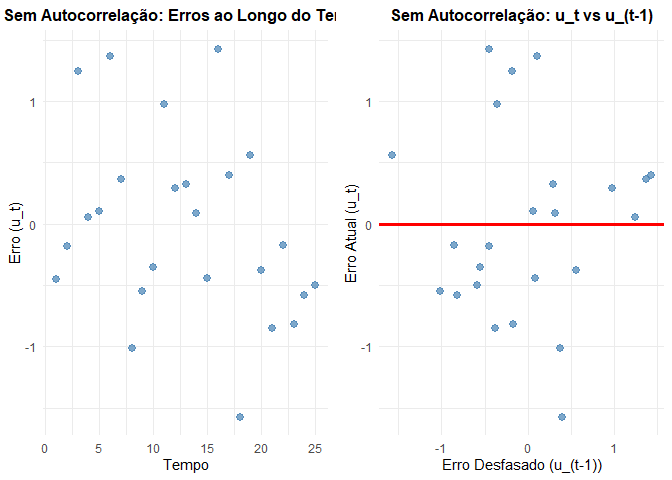 Sem Autocorrelação: Erros ao Longo do Te
Erro (u_t)
1
0
-1
0
5
10
15
20
25
Tempo
Sem Autocorrelação: u_t vs u_(t-1)
Erro Atual (u_t)
1
0
-1
-1
0
1
Erro Desfasado (u_(t-1))